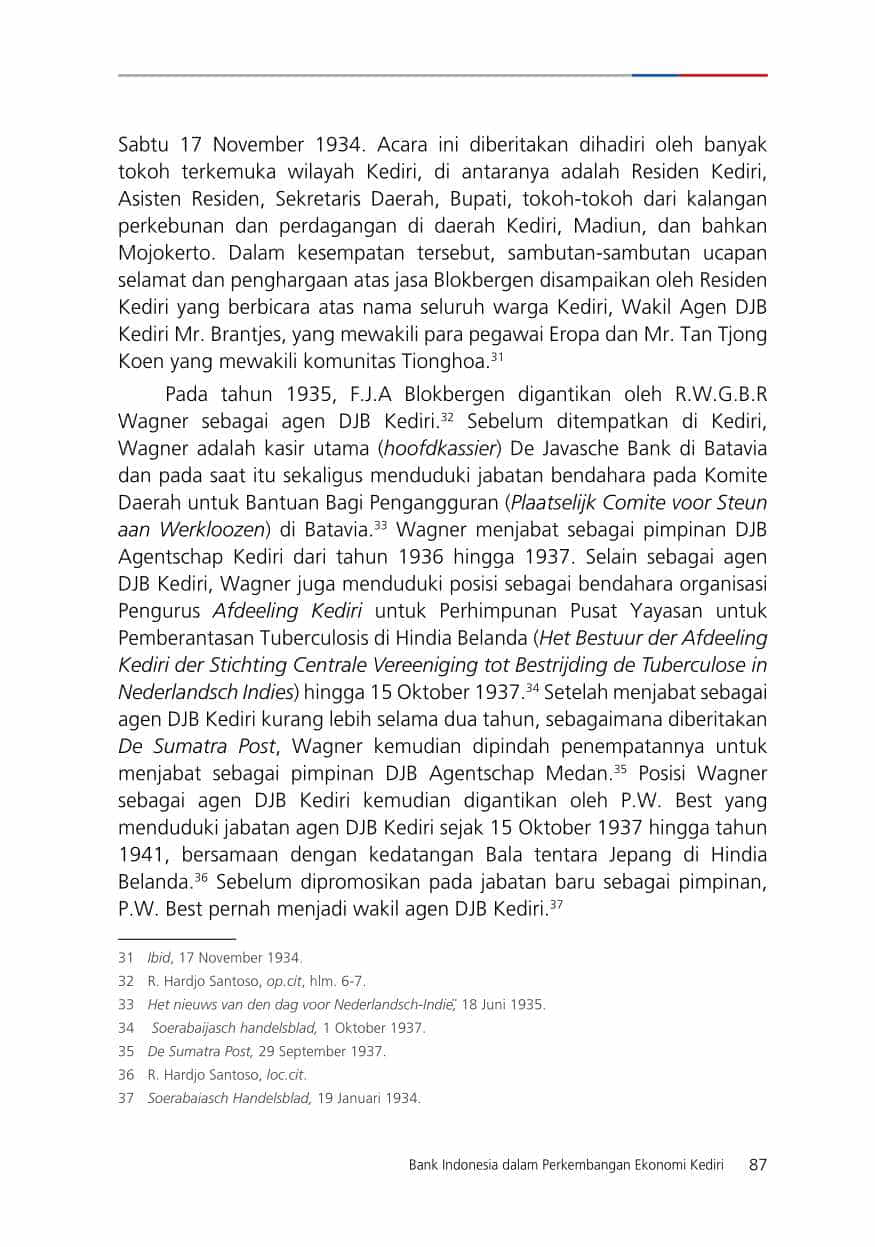 Sabtu 17 November 1934. Acara ini diberitakan dihadiri oleh banyak
tokoh terkemuka wilayah Kediri, di antaranya adalah Residen Kediri,
Asisten Residen, Sekretaris Daerah, Bupati, tokoh-tokoh dari kalangan
perkebunan dan perdagangan di daerah Kediri, Madiun, dan bahkan
Mojokerto. Dalam kesempatan tersebut, sambutan-sambutan ucapan
selamat dan penghargaan atas jasa Blokbergen disampaikan oleh Residen
Kediri yang berbicara atas nama seluruh warga Kediri, Wakil Agen DJB
Kediri Mr. Brantjes, yang mewakili para pegawai Eropa dan Mr. Tan Tjong
Koen yang mewakili komunitas Tionghoa.31
Pada tahun 1935, F.J.A Blokbergen digantikan oleh R.W.G.B.R
Wagner sebagai agen DJB Kediri.32 Sebelum ditempatkan di Kediri,
Wagner adalah kasir utama (hoofdkassier) De Javasche Bank di Batavia
dan pada saat itu sekaligus menduduki jabatan bendahara pada Komite
Daerah untuk Bantuan Bagi Pengangguran (Plaatselijk Comite voor Steun
aan Werkloozen) di Batavia.33 Wagner menjabat sebagai pimpinan DJB
Agentschap Kediri dari tahun 1936 hingga 1937. Selain sebagai agen
DJB Kediri, Wagner juga menduduki posisi sebagai bendahara organisasi
Pengurus Afdeeling Kediri untuk Perhimpunan Pusat Yayasan untuk
Pemberantasan Tuberculosis di Hindia Belanda (Het Bestuur der Afdeeling
Kediri der Stichting Centrale Vereeniging tot Bestrijding de Tuberculose in
Nederlandsch Indies) hingga 15 Oktober 1937.34 Setelah menjabat sebagai
agen DJB Kediri kurang lebih selama dua tahun, sebagaimana diberitakan
De Sumatra Post, Wagner kemudian dipindah penempatannya untuk
menjabat sebagai pimpinan DJB Agentschap Medan.35 Posisi Wagner
sebagai agen DJB Kediri kemudian digantikan oleh P.W. Best yang
menduduki jabatan agen DJB Kediri sejak 15 Oktober 1937 hingga tahun
1941, bersamaan dengan kedatangan Bala tentara Jepang di Hindia
Belanda.36 Sebelum dipromosikan pada jabatan baru sebagai pimpinan,
P.W. Best pernah menjadi wakil agen DJB Kediri.37
31 Ibid, 17 November 1934.
32 R. Hardjo Santoso, op.cit, hlm. 6-7.
33 Het nieuws van den dag voor Nederlandsch-Indië, 18 Juni 1935.
34 Soerabaijasch handelsblad, 1 Oktober 1937.
35 De Sumatra Post, 29 September 1937.
36 R. Hardjo Santoso, loc.cit.
37 Soerabaiasch Handelsblad, 19 Januari 1934.
Bank Indonesia dalam Perkembangan Ekonomi Kediri 87